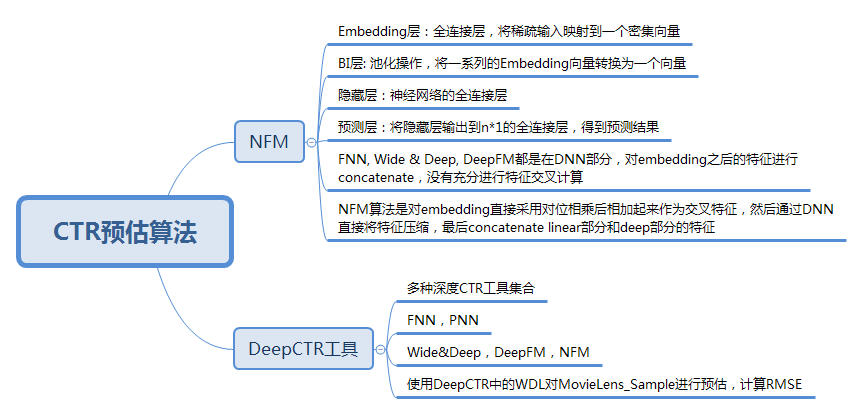 CTR预估算法
NFM
Embedding层：全连接层，将稀疏输入映射到一个密集向量
BI层: 池化操作，将一系列的Embedding向量转换为一个向量
隐藏层：神经网络的全连接层
预测层：将隐藏层输出到n*1的全连接层，得到预测结果
FNN, Wide & Deep, DeepFM都是在DNN部分，对embedding之后的特征进行
concatenate，没有充分进行特征交叉计算
NFM算法是对embedding直接采用对位相乘后相加起来作为交叉特征，然后通过DNN
直接将特征压缩，最后concatenate linear部分和deep部分的特征
DeepCTR工具
多种深度CTR工具集合
FNN，PNN
Wide&Deep，DeepFM，NFM
使用DeepCTR中的WDL对MovieLens_Sample进行预估，计算RMSE